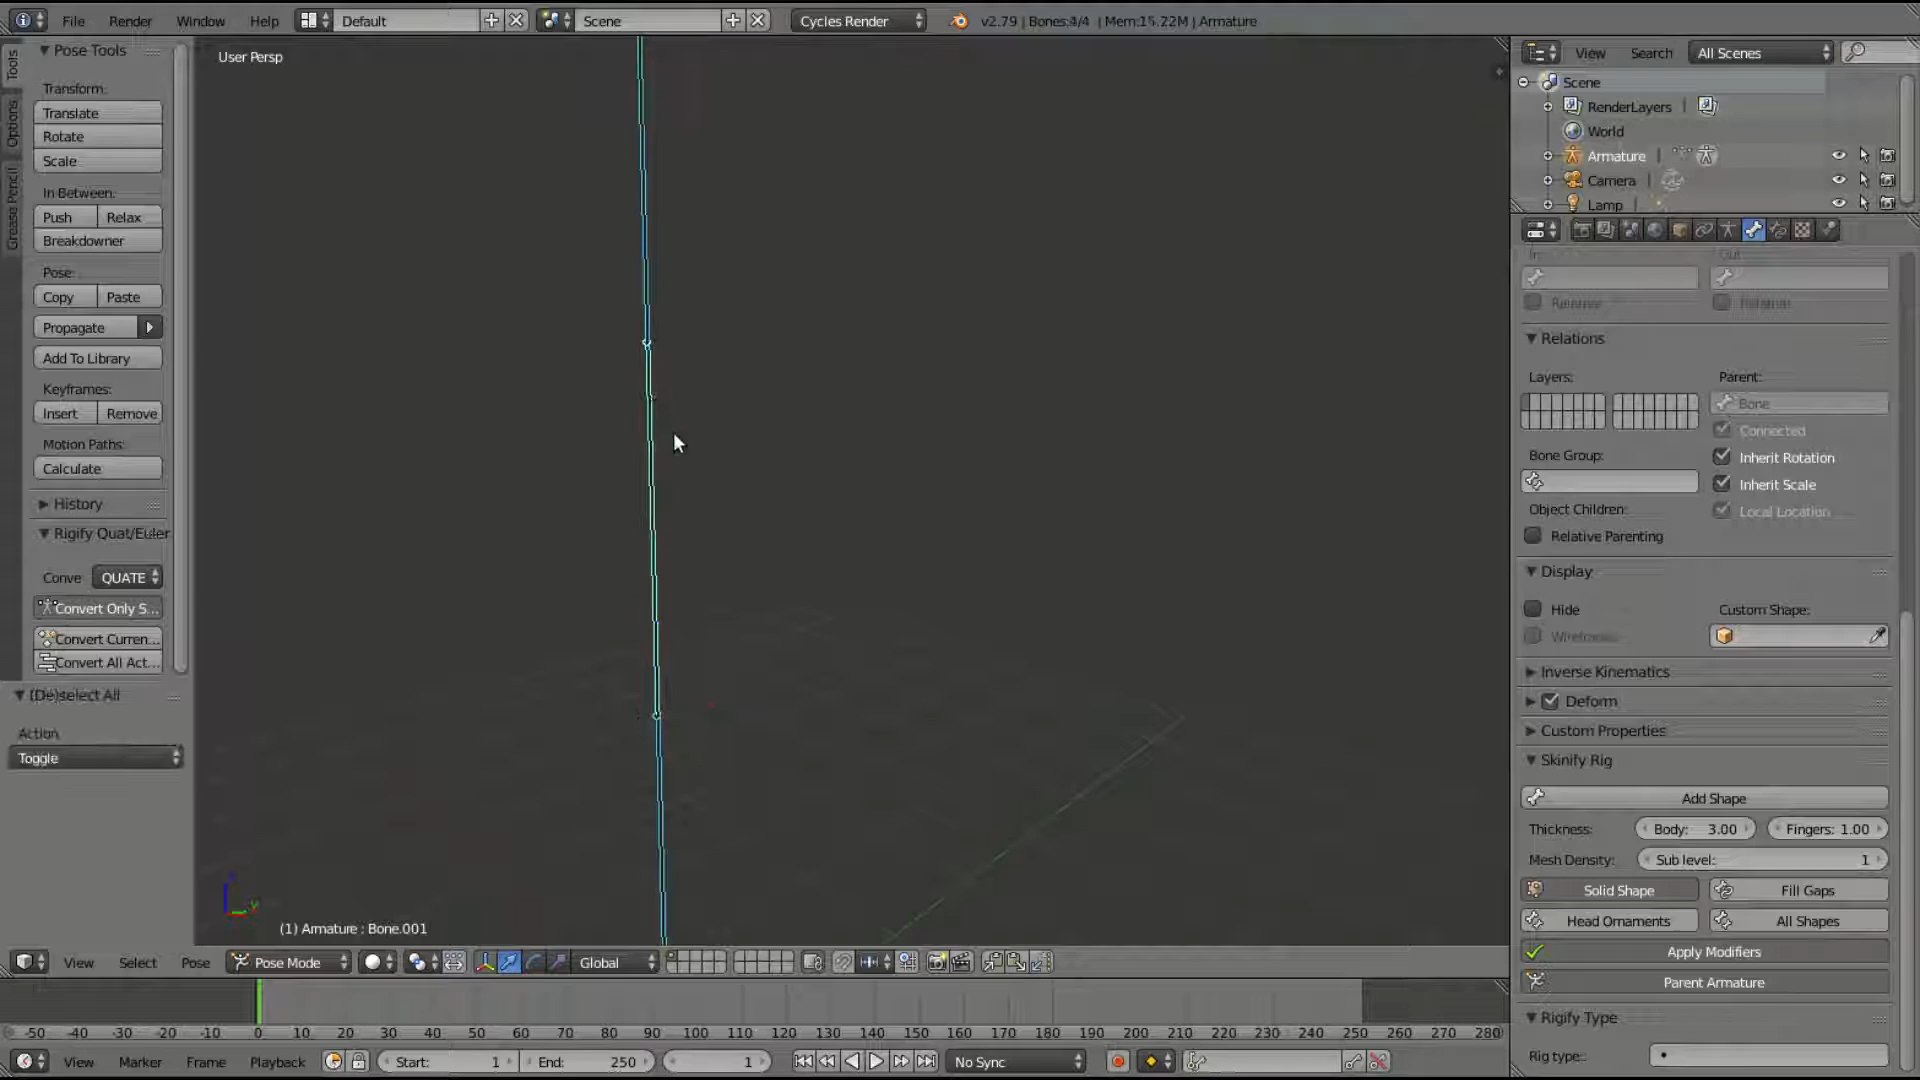 File Render Window Help Default Scene Cycles Render v2.79 | Bones:4/4 | Mem:15.22M | Armature
Tools
Options
Grease Pencil
Pose Tools
Transform:
Translate
Rotate
Scale
In Between:
Push Relax
Breakdowner
Pose:
Copy Paste
Propagate
Add To Library
Keyframes:
Insert Remove
Motion Paths:
Calculate
History
Rigify Quat/Euler
Conve QUATE
Convert Only S...
Convert Curren...
Convert All Act...
(De)select All
Action
Toggle
User Persp
(1) Armature : Bone.001
View Select Pose Pose Mode Global
-50 -40 -30 -20 -10 0 10 20 30 40 50 60 70 80 90 100 110 120 130 140 150 160 170 180 190 200 210 220 230 240 250 260 270 280
View Marker Frame Playback Start: 1 End: 250 1 No Sync
View Search All Scenes
Scene
RenderLayers |
World
Armature |
Camera
Lamp
In: Out:
Relations
Layers: Parent:
Bone
Connected
Bone Group: Inherit Rotation
Inherit Scale
Object Children: Local Location
Relative Parenting
Display
Hide Custom Shape:
Wireframe
Inverse Kinematics
Deform
Custom Properties
Skinify Rig
Add Shape
Thickness: Body: 3.00 Fingers: 1.00
Mesh Density: Sub level: 1
Solid Shape Fill Gaps
Head Ornaments All Shapes
Apply Modifiers
Parent Armature
Rigify Type
Rig type: